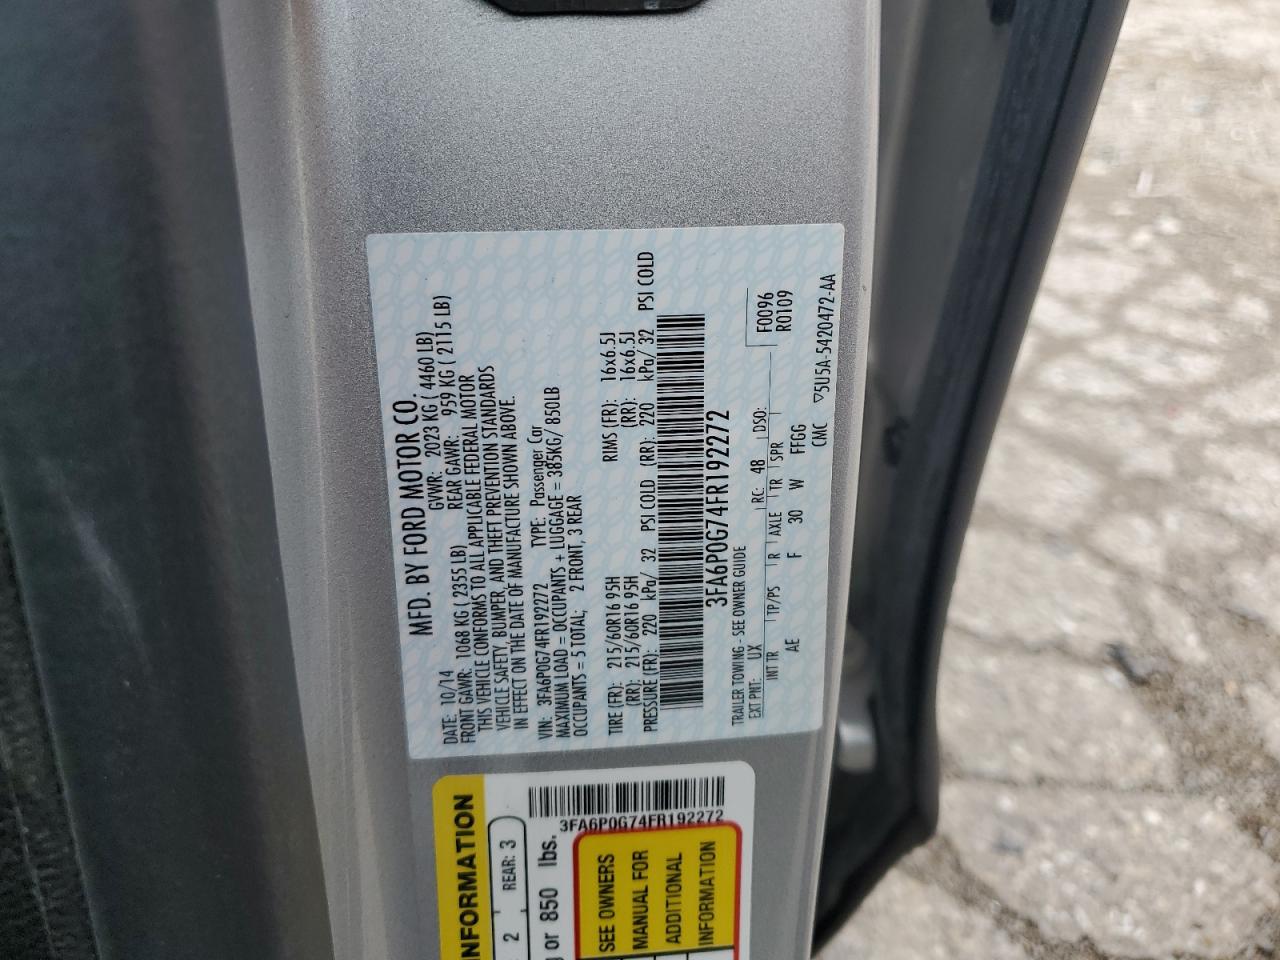 MFD. BY FORD MOTOR CO.
DATE: 10/14 GVWR: 2023 KG ( 4460 LB)
FRONT GAWR: 1068 KG ( 2355 LB) REAR GAWR: 959 KG ( 2115 LB)
THIS VEHICLE CONFORMS TO ALL APPLICABLE FEDERAL MOTOR
VEHICLE SAFETY, BUMPER, AND THEFT PREVENTION STANDARDS
IN EFFECT ON THE DATE OF MANUFACTURE SHOWN ABOVE.
VIN: 3FA6P0G74FR192272 TYPE: Passenger Car
MAXIMUM LOAD = OCCUPANTS + LUGGAGE = 385KG/ 850LB
OCCUPANTS = 5 TOTAL; 2 FRONT, 3 REAR
TIRE (FR): 215/60R16 95H RIMS (FR): 16x6.5J
(RR): 215/60R16 95H (RR): 16x6.5J
PRESSURE (FR): 220 kPa/ 32 PSI COLD (RR): 220 kPa/ 32 PSI COLD
3FA6P0G74FR192272
TRAILER TOWING - SEE OWNER GUIDE F0096
EXT PNT: UX RC: 48 DSO: R0109
INT TR TP/PS R AXLE TR SPR
AE F 30 W FFGG
CMC ▽5U5A-5420472-AA
NFORMATION
2 REAR: 3
3FA6P0G74FR192272
or 850 lbs.
SEE OWNERS
MANUAL FOR
ADDITIONAL
INFORMATION